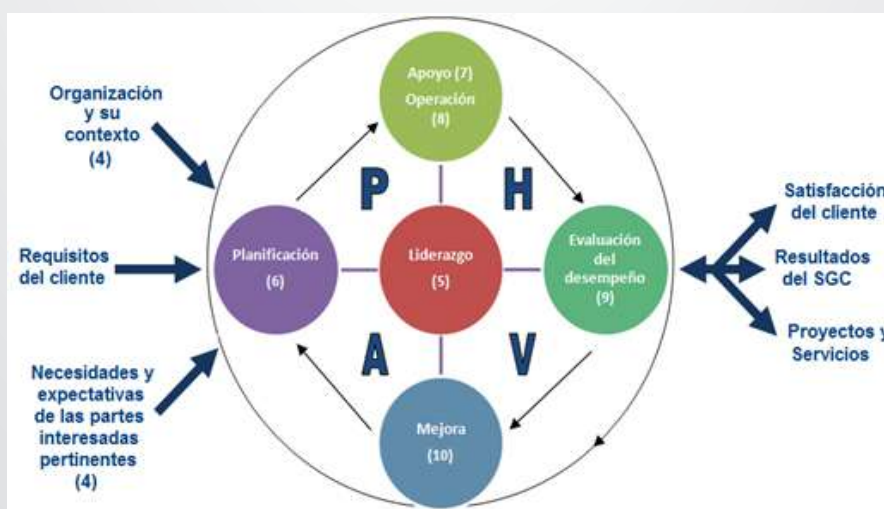 Organización
y su
contexto
(4)
Requisitos
del cliente
Necesidades y
expectativas
de las partes
interesadas
pertinentes
(4)
Apoyo (7)
Operación
(8)
P
H
Planificación
(6)
Liderazgo
(5)
Evaluación
del
desempeño
(9)
A
V
Mejora
(10)
Satisfacción
del cliente
Resultados
del SGC
Proyectos y
Servicios